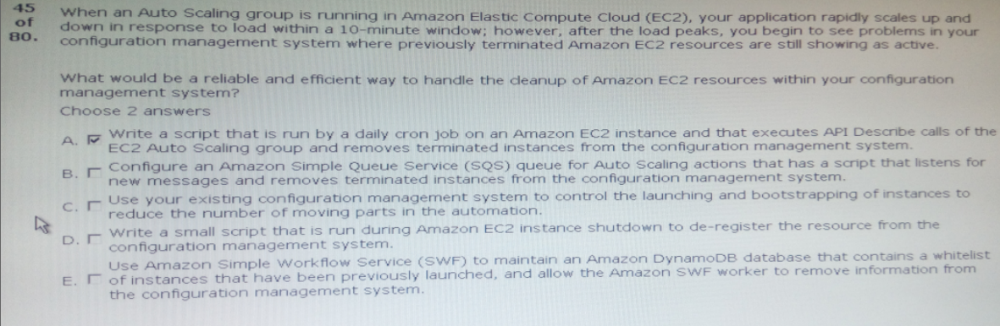 45
of
80.
When an Auto Scaling group is running in Amazon Elastic Compute Cloud (EC2), your application rapidly scales up and
down in response to load within a 10-minute window; however, after the load peaks, you begin to see problems in your
configuration management system where previously terminated Amazon EC2 resources are still showing as active.
What would be a reliable and efficient way to handle the cleanup of Amazon EC2 resources within your configuration
management system?
Choose 2 answers
A. Write a script that is run by a daily cron job on an Amazon EC2 instance and that executes API Describe calls of the
EC2 Auto Scaling group and removes terminated instances from the configuration management system.
B. Configure an Amazon Simple Queue Service (SQS) queue for Auto Scaling actions that has a script that listens for
new messages and removes terminated instances from the configuration management system.
C. Use your existing configuration management system to control the launching and bootstrapping of instances to
reduce the number of moving parts in the automation.
D. Write a small script that is run during Amazon EC2 instance shutdown to de-register the resource from the
configuration management system.
Use Amazon Simple Workflow Service (SWF) to maintain an Amazon DynamoDB database that contains a whitelist
E. of instances that have been previously launched, and allow the Amazon SWF worker to remove information from
the configuration management system.